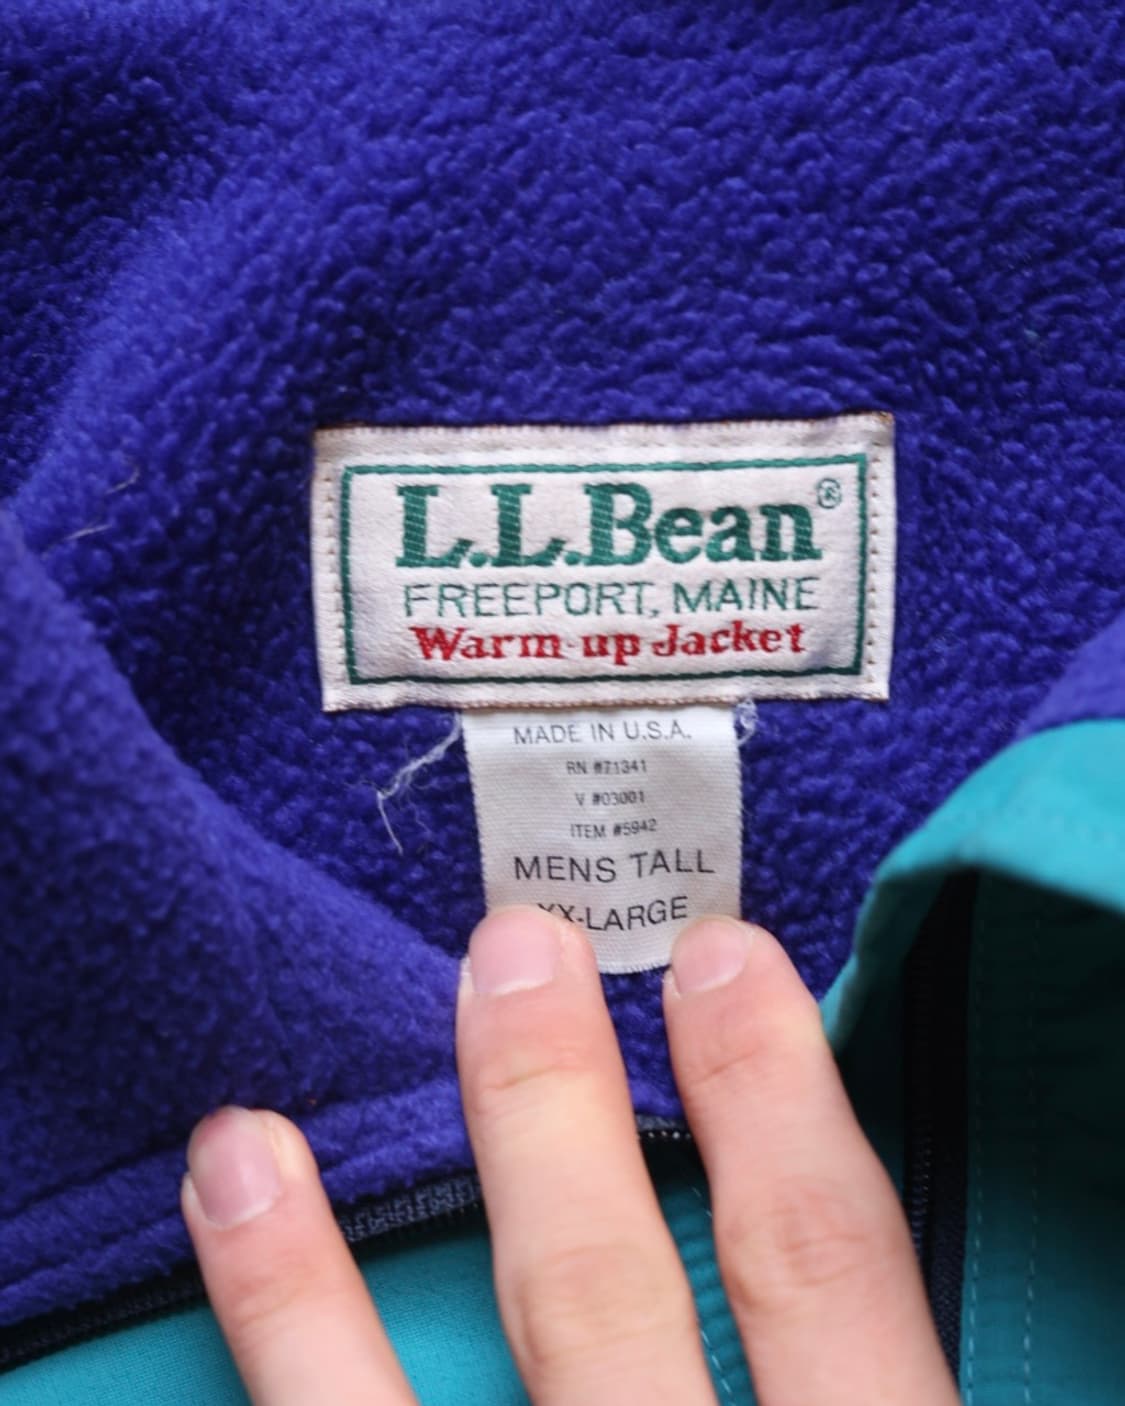 L.L.Bean®
FREEPORT, MAINE
Warm-up Jacket
MADE IN U.S.A.
RN #71341
V #03001
ITEM #5942
MENS TALL
XX-LARGE